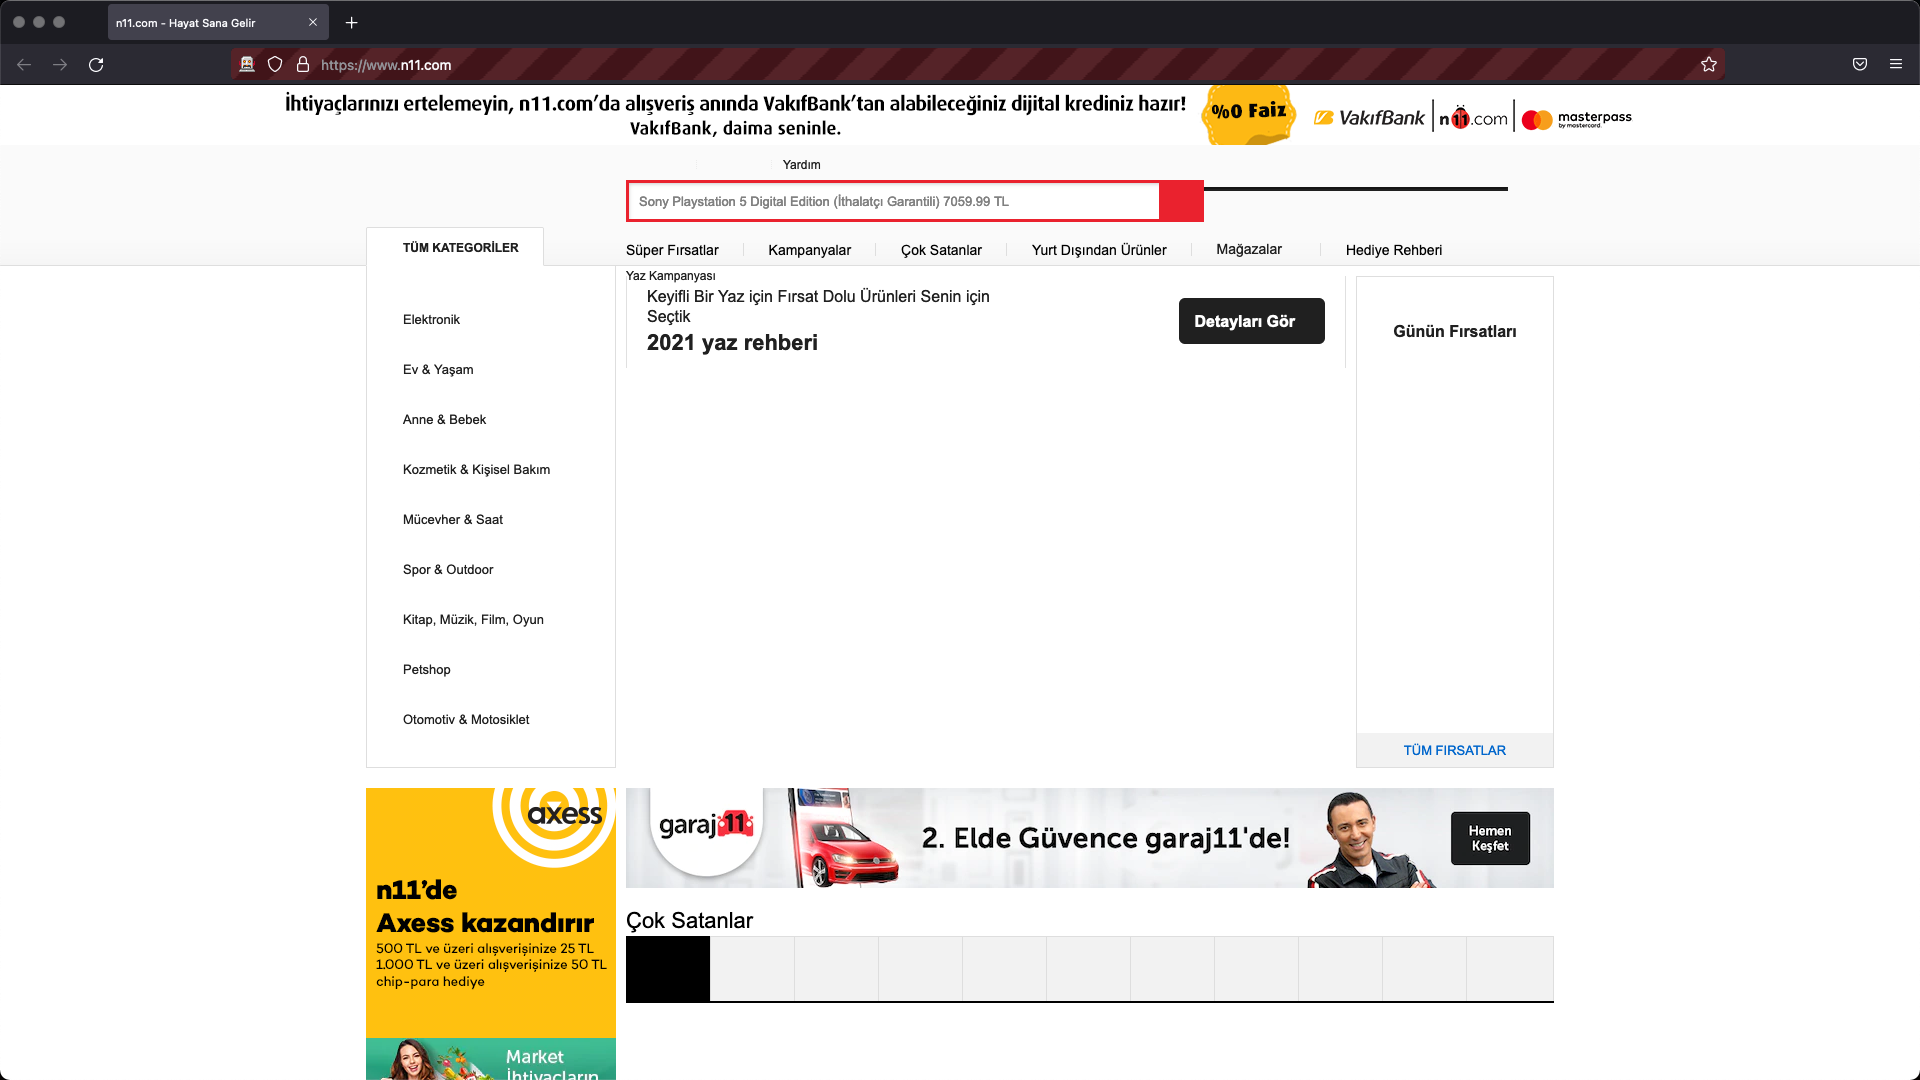 n11.com - Hayat Sana Gelir
https://www.n11.com
İhtiyaçlarınızı ertelemeyin, n11.com'da alışveriş anında VakıfBank'tan alabileceğiniz dijital krediniz hazır!
VakıfBank, daima seninle.
%0 Faiz
VakıfBank
n11.com
masterpass
by mastercard.
Yardım
Sony Playstation 5 Digital Edition (İthalatçı Garantili) 7059.99 TL
TÜM KATEGORİLER
Süper Fırsatlar
Kampanyalar
Çok Satanlar
Yurt Dışından Ürünler
Mağazalar
Hediye Rehberi
Elektronik
Ev & Yaşam
Anne & Bebek
Kozmetik & Kişisel Bakım
Mücevher & Saat
Spor & Outdoor
Kitap, Müzik, Film, Oyun
Petshop
Otomotiv & Motosiklet
Yaz Kampanyası
Keyifli Bir Yaz için Fırsat Dolu Ürünleri Senin için
Seçtik
2021 yaz rehberi
Detayları Gör
Günün Fırsatları
TÜM FIRSATLAR
axess
n11'de
Axess kazandırır
500 TL ve üzeri alışverişinize 25 TL
1.000 TL ve üzeri alışverişinize 50 TL
chip-para hediye
Market
İhtiyaçların
garaj11
2. Elde Güvence garaj11'de!
Hemen
Keşfet
Çok Satanlar